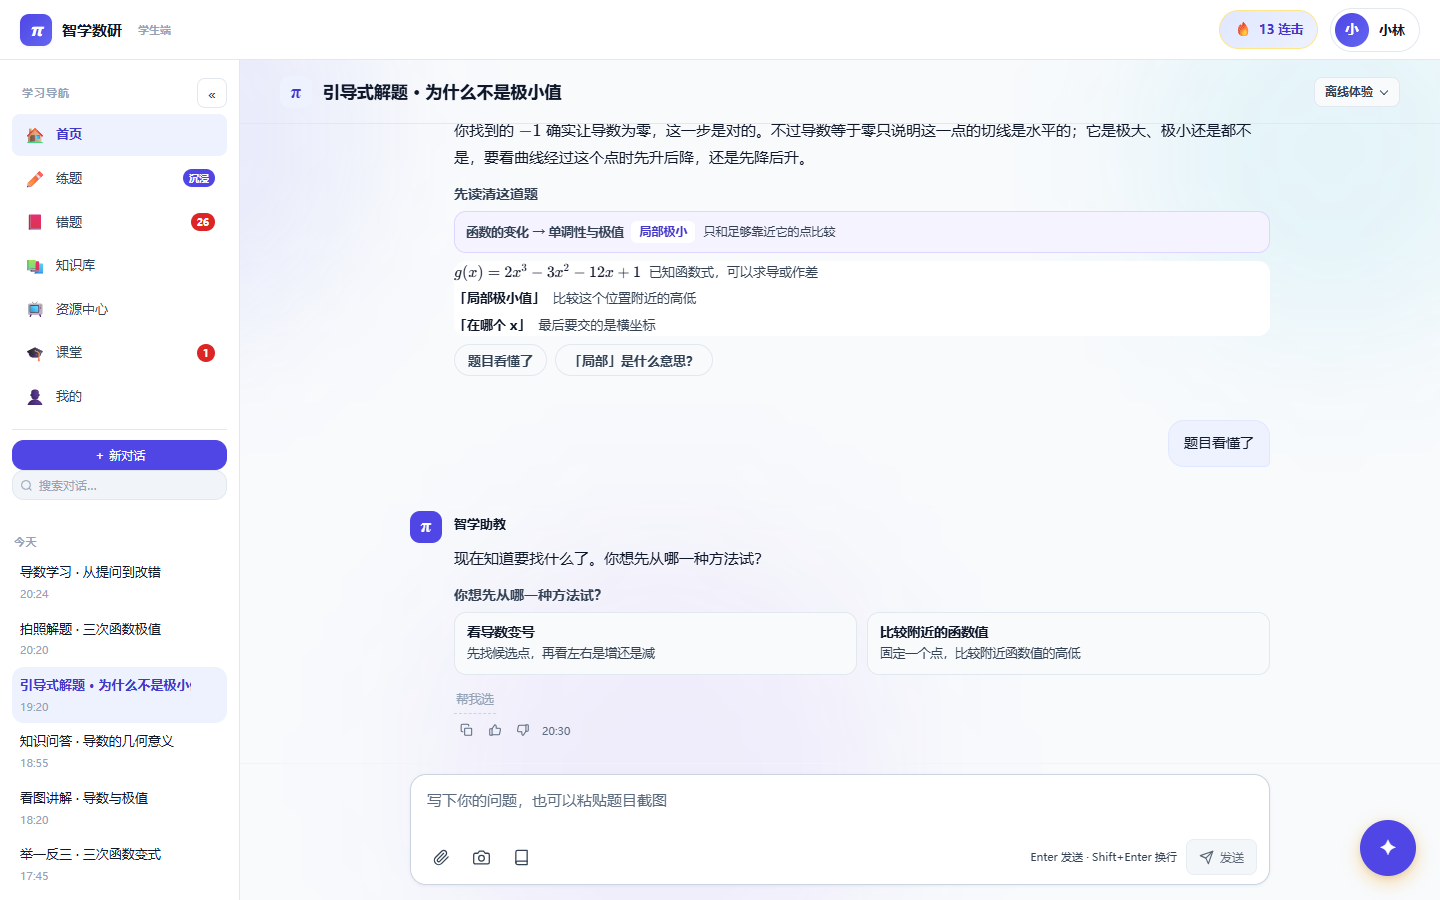 π 智学数研 学生端
13 连击
小 小林
学习导航 «
首页
练题 沉浸
错题 26
知识库
资源中心
课堂 1
我的
+ 新对话
搜索对话...
今天
导数学习 · 从提问到改错
20:24
拍照解题 · 三次函数极值
20:20
引导式解题 • 为什么不是极小
19:20
知识问答 · 导数的几何意义
18:55
看图讲解 · 导数与极值
18:20
举一反三 · 三次函数变式
17:45
π 引导式解题 • 为什么不是极小值
离线体验
你找到的 −1 确实让导数为零，这一步是对的。不过导数等于零只说明这一点的切线是水平的；它是极大、极小还是都不
是，要看曲线经过这个点时先升后降，还是先降后升。
先读清这道题
函数的变化 → 单调性与极值 局部极小 只和足够靠近它的点比较
g(x) = 2x³ − 3x² − 12x + 1 已知函数式，可以求导或作差
「局部极小值」 比较这个位置附近的高低
「在哪个 x」 最后要交的是横坐标
题目看懂了 「局部」是什么意思？
题目看懂了
π 智学助教
现在知道要找什么了。你想先从哪一种方法试？
你想先从哪一种方法试？
看导数变号
先找候选点，再看左右是增还是减
比较附近的函数值
固定一个点，比较附近函数值的高低
帮我选
20:30
写下你的问题，也可以粘贴题目截图
Enter 发送 · Shift+Enter 换行 发送